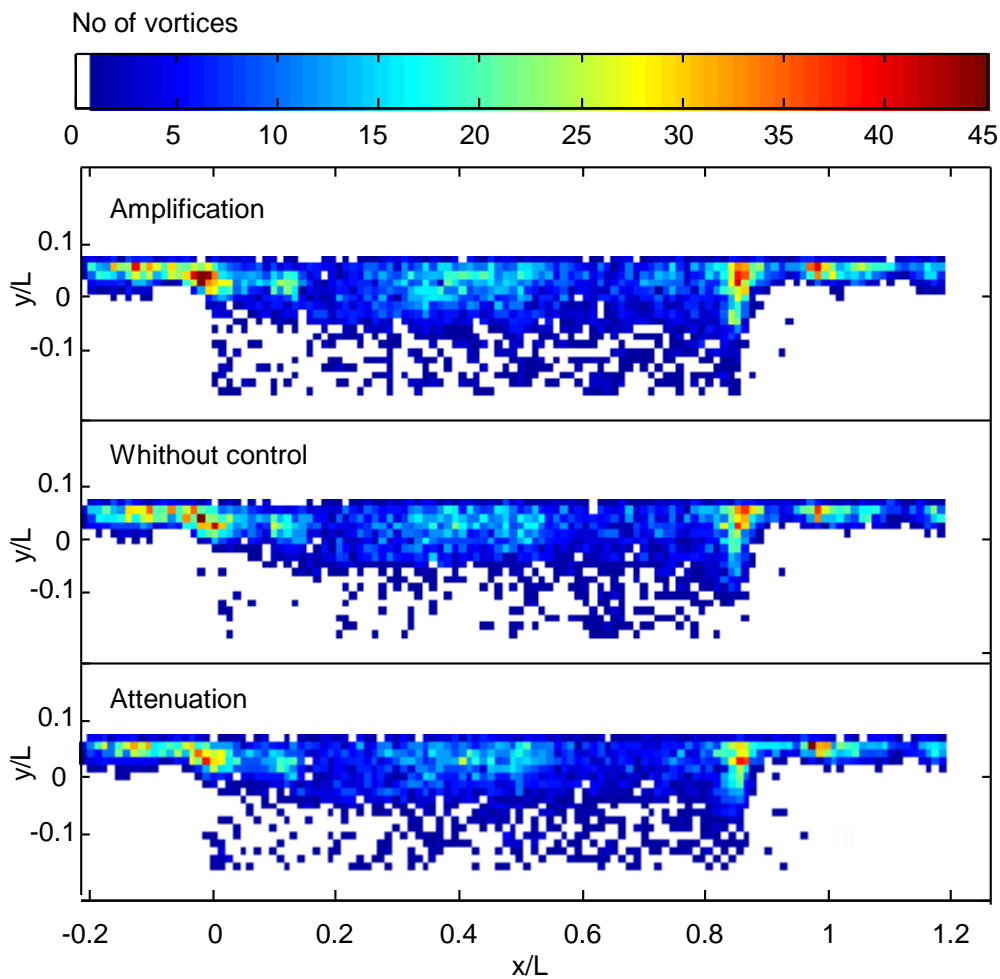 No of vortices
0 5 10 15 20 25 30 35 40 45
Amplification
0.1
0
-0.1
y/L
Whithout control
0.1
0
-0.1
y/L
Attenuation
0.1
0
-0.1
y/L
-0.2 0 0.2 0.4 0.6 0.8 1 1.2
x/L